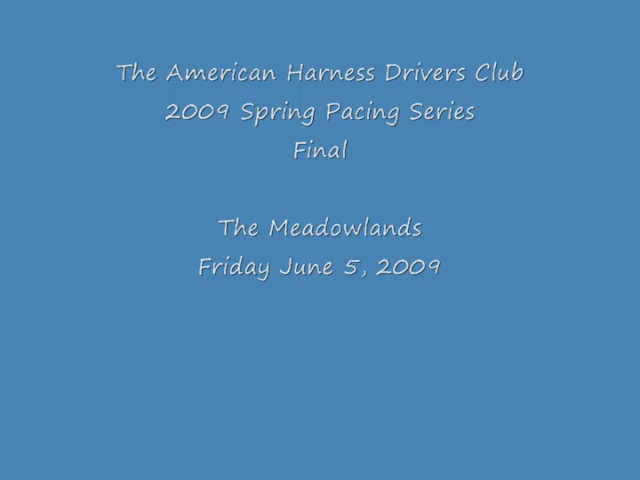 The American Harness Drivers Club
2009 Spring Pacing Series
Final
The Meadowlands
Friday June 5, 2009